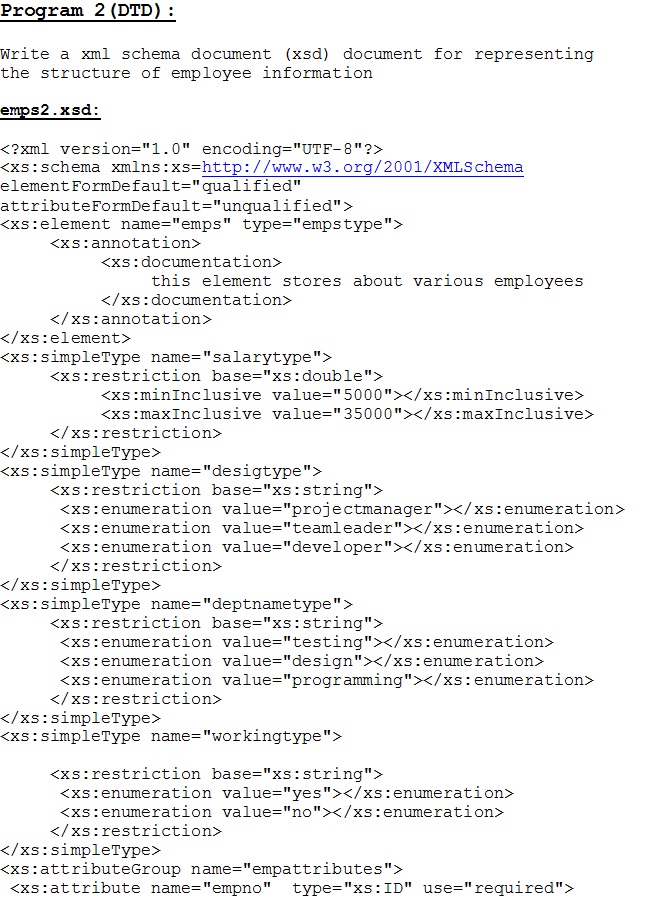 Program 2(DTD):
Write a xml schema document (xsd) document for representing
the structure of employee information
emps2.xsd:
<?xml version="1.0" encoding="UTF-8"?>
<xs:schema xmlns:xs=http://www.w3.org/2001/XMLSchema
elementFormDefault="qualified"
attributeFormDefault="unqualified">
<xs:element name="emps" type="empstype">
<xs:annotation>
<xs:documentation>
this element stores about various employees
</xs:documentation>
</xs:annotation>
</xs:element>
<xs:simpleType name="salarytype">
<xs:restriction base="xs:double">
<xs:minInclusive value="5000"></xs:minInclusive>
<xs:maxInclusive value="35000"></xs:maxInclusive>
</xs:restriction>
</xs:simpleType>
<xs:simpleType name="desigtype">
<xs:restriction base="xs:string">
<xs:enumeration value="projectmanager"></xs:enumeration>
<xs:enumeration value="teamleader"></xs:enumeration>
<xs:enumeration value="developer"></xs:enumeration>
</xs:restriction>
</xs:simpleType>
<xs:simpleType name="deptnametype">
<xs:restriction base="xs:string">
<xs:enumeration value="testing"></xs:enumeration>
<xs:enumeration value="design"></xs:enumeration>
<xs:enumeration value="programming"></xs:enumeration>
</xs:restriction>
</xs:simpleType>
<xs:simpleType name="workingtype">
<xs:restriction base="xs:string">
<xs:enumeration value="yes"></xs:enumeration>
<xs:enumeration value="no"></xs:enumeration>
</xs:restriction>
</xs:simpleType>
<xs:attributeGroup name="empattributes">
<xs:attribute name="empno" type="xs:ID" use="required">